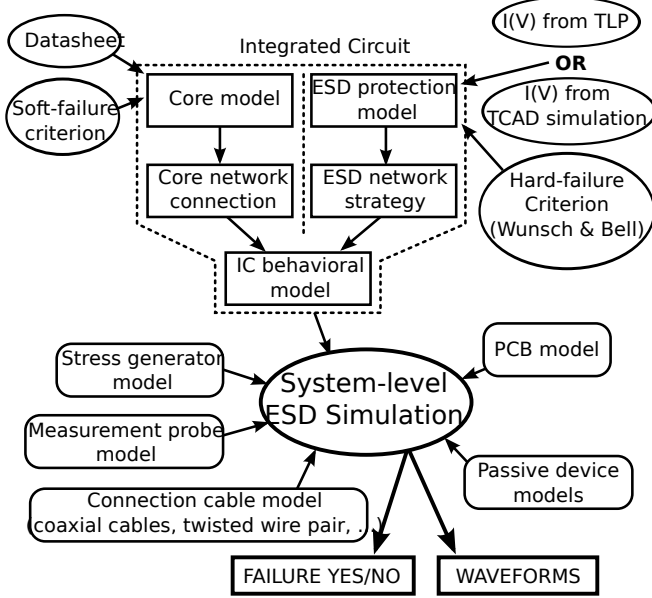 I(V) from TLP
Datasheet
Integrated Circuit
OR
Soft-failure
criterion
Core model
ESD protection
model
I(V) from
TCAD simulation
Core network
connection
ESD network
strategy
Hard-failure
Criterion
(Wunsch & Bell)
IC behavioral
model
Stress generator
model
System-level
ESD Simulation
PCB model
Measurement probe
model
Passive device
models
Connection cable model
(coaxial cables, twisted wire pair, ..)
FAILURE YES/NO
WAVEFORMS